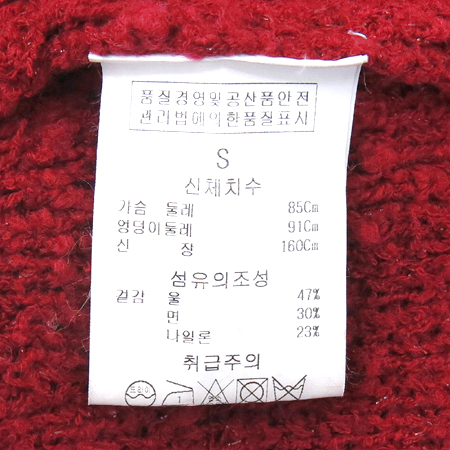 품질경영및공산품안전
관리법에의한품질표시
S
신체치수
가슴 둘레 85Cm
엉덩이둘레 91Cm
신 장 160Cm
섬유의조성
겉감 울 47%
면 30%
나일론 23%
취급주의
드라이